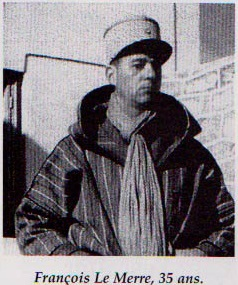 François Le Merre, 35 ans.